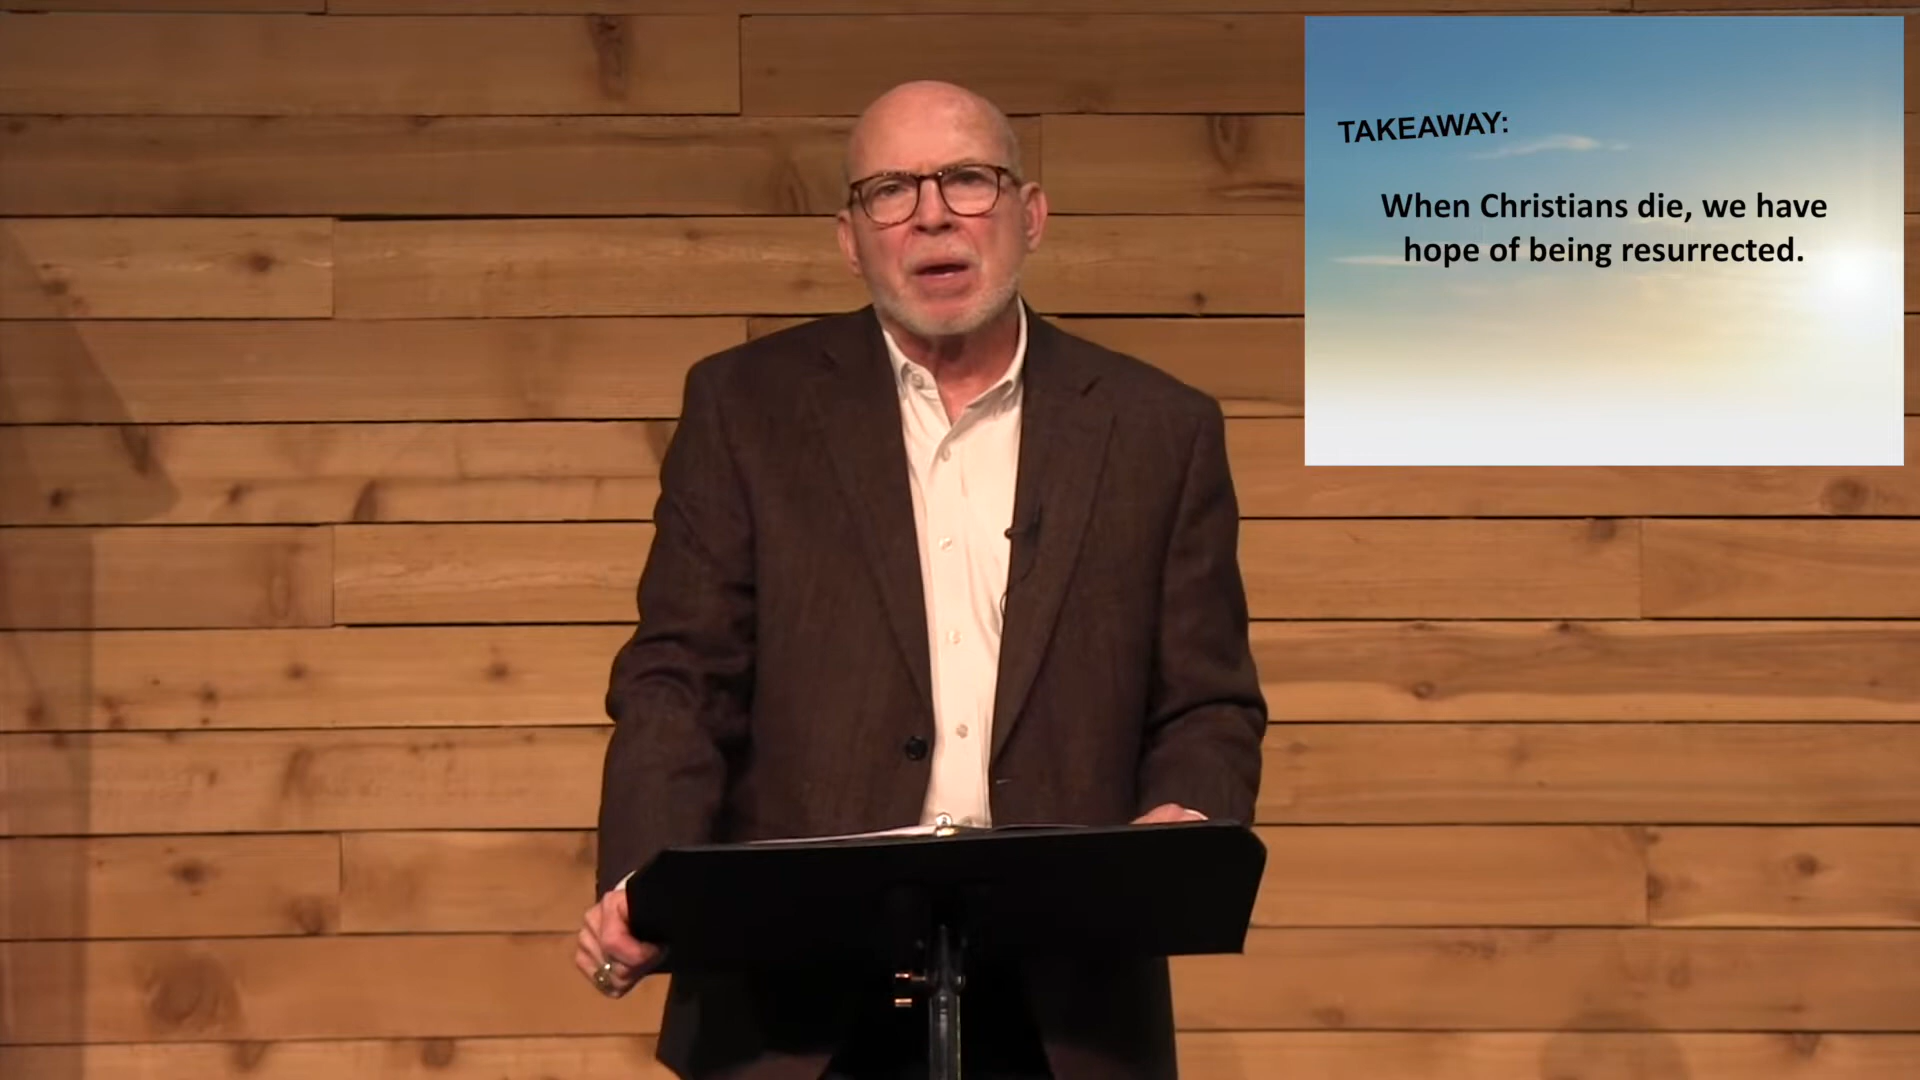 TAKEAWAY:
When Christians die, we have
hope of being resurrected.